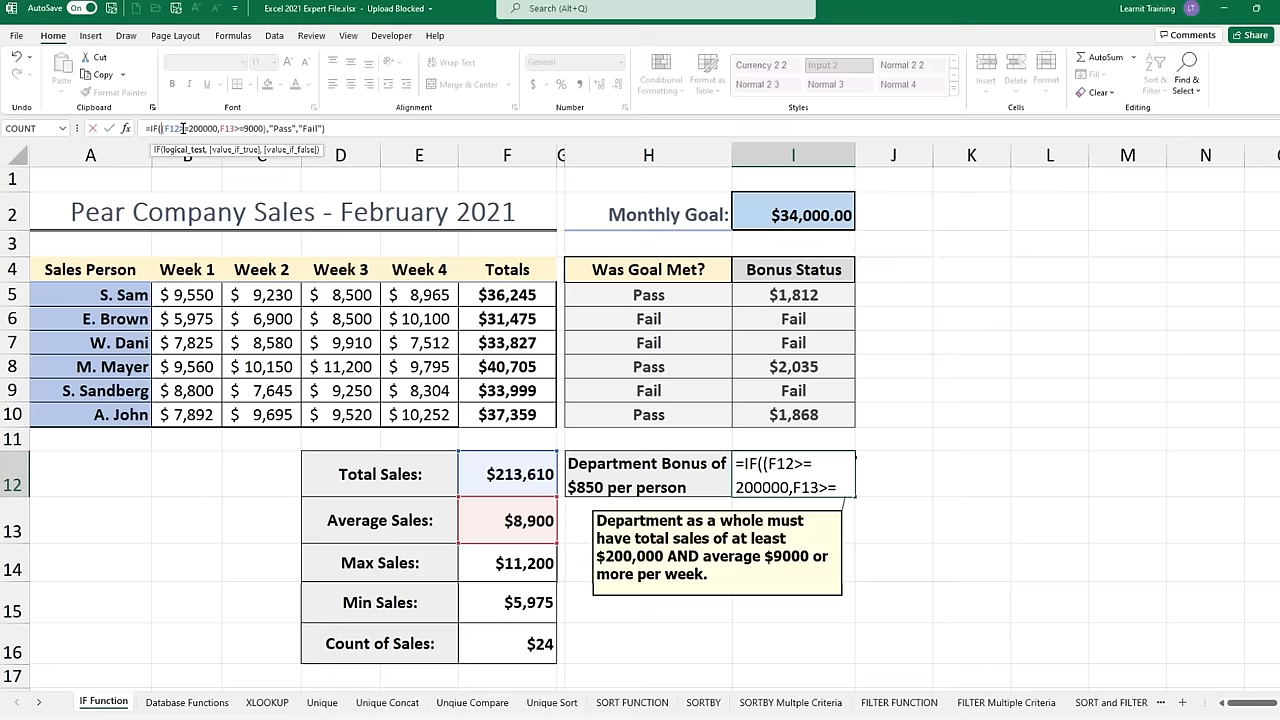 AutoSave On Excel 2021 Expert File.xlsx - Upload Blocked Search (Alt+Q) Learnit Training LT
File Home Insert Draw Page Layout Formulas Data Review View Developer Help Comments Share
Cut
Copy
Format Painter
Paste
11
Wrap Text
Merge & Center
General
Conditional Formatting
Format as Table
Currency 2 2 Input 2 Normal 2 2
Normal 2 Normal 3 Normal 3 2
Insert Delete Format
AutoSum
Fill
Clear
Sort & Filter
Find & Select
Undo Clipboard Font Alignment Number Styles Cells Editing
COUNT =IF((F12>=200000,F13>=9000),"Pass","Fail")
IF(logical_test, [value_if_true], [value_if_false])
A B C D E F G H I J K L M N
1
2 Pear Company Sales - February 2021 Monthly Goal: $34,000.00
3
4 Sales Person Week 1 Week 2 Week 3 Week 4 Totals Was Goal Met? Bonus Status
5 S. Sam $ 9,550 $ 9,230 $ 8,500 $ 8,965 $36,245 Pass $1,812
6 E. Brown $ 5,975 $ 6,900 $ 8,500 $ 10,100 $31,475 Fail Fail
7 W. Dani $ 7,825 $ 8,580 $ 9,910 $ 7,512 $33,827 Fail Fail
8 M. Mayer $ 9,560 $ 10,150 $ 11,200 $ 9,795 $40,705 Pass $2,035
9 S. Sandberg $ 8,800 $ 7,645 $ 9,250 $ 8,304 $33,999 Fail Fail
10 A. John $ 7,892 $ 9,695 $ 9,520 $ 10,252 $37,359 Pass $1,868
11
12 Total Sales: $213,610
Department Bonus of
$850 per person
=IF((F12>=
200000,F13>=
13 Average Sales: $8,900
Department as a whole must
have total sales of at least
$200,000 AND average $9000 or
more per week.
14 Max Sales: $11,200
15 Min Sales: $5,975
16 Count of Sales: $24
17
IF Function Database Functions XLOOKUP Unique Unique Concat Unqiue Compare Unique Sort SORT FUNCTION SORTBY SORTBY Multiple Criteria FILTER FUNCTION FILTER Multiple Criteria SORT and FILTER ...